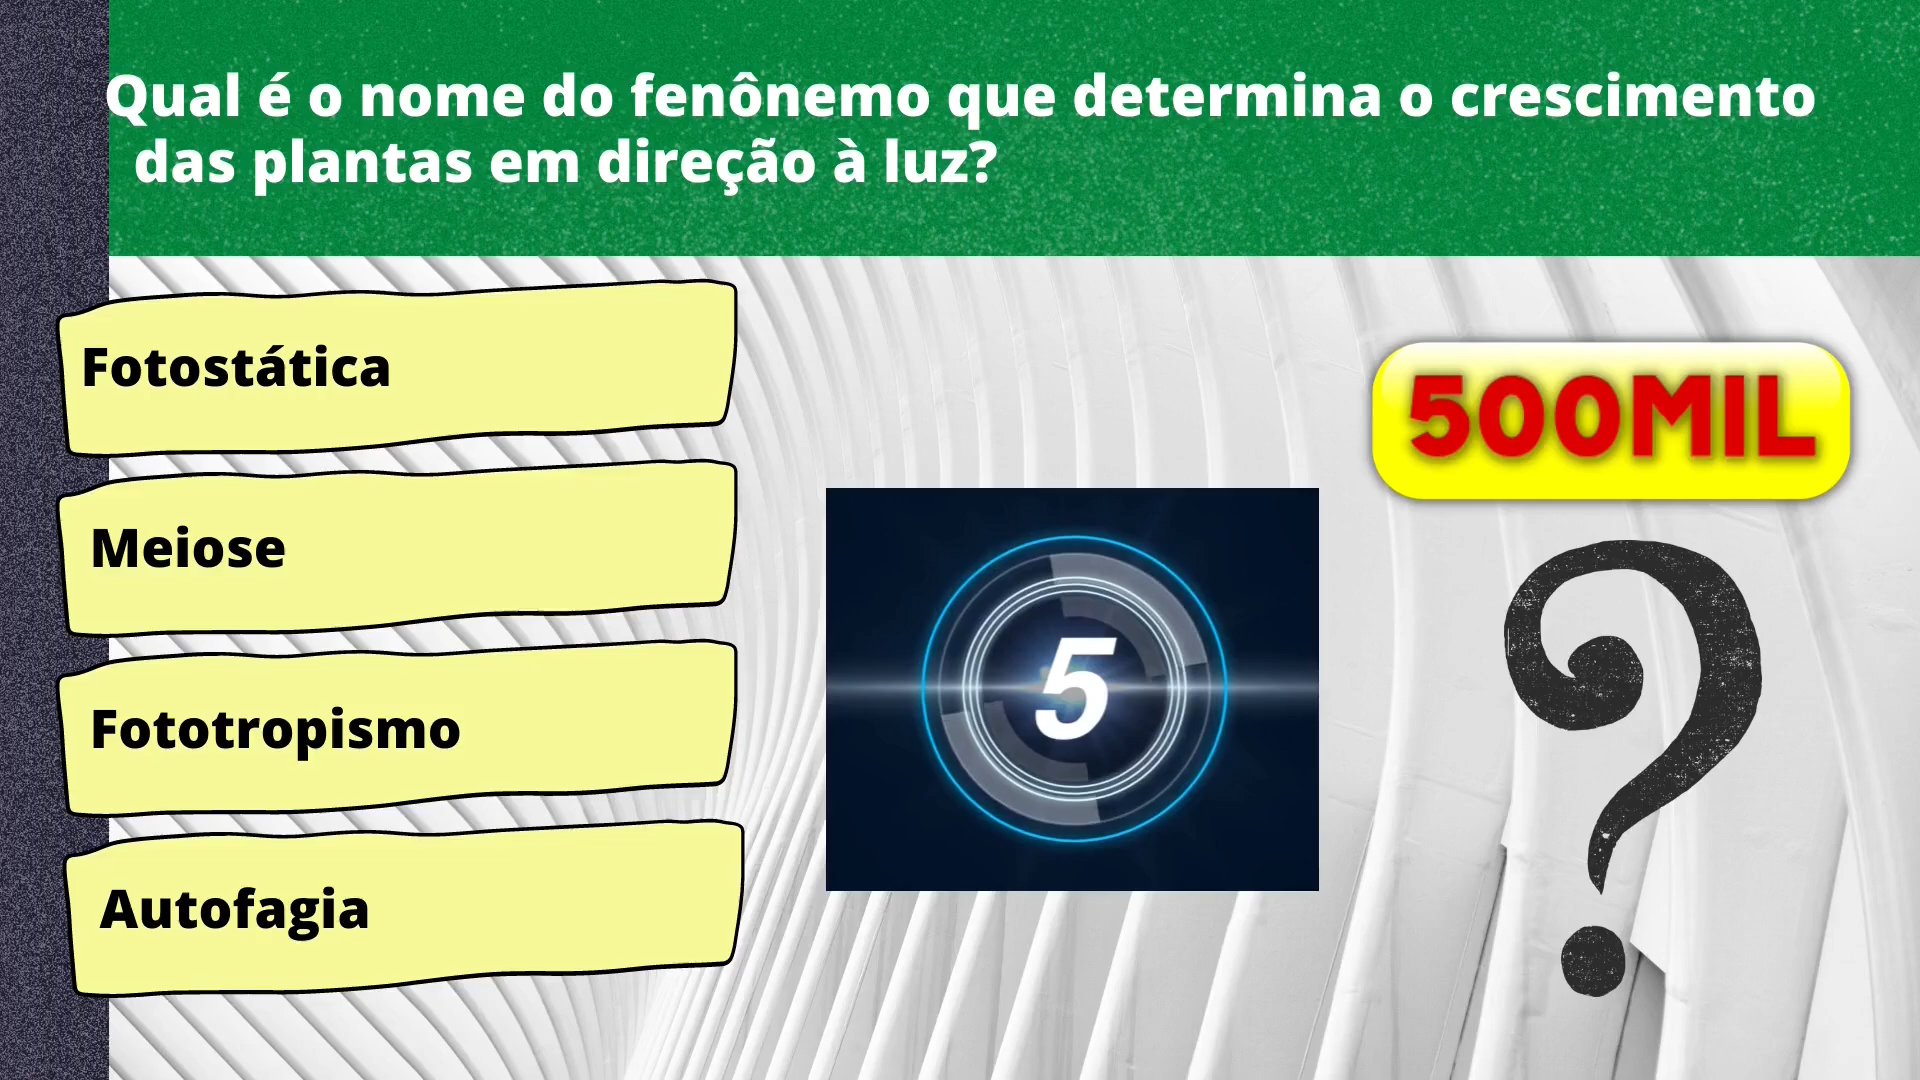 Qual é o nome do fenônemo que determina o crescimento
das plantas em direção à luz?
Fotostática
Meiose
Fototropismo
Autofagia
5
500MIL
?